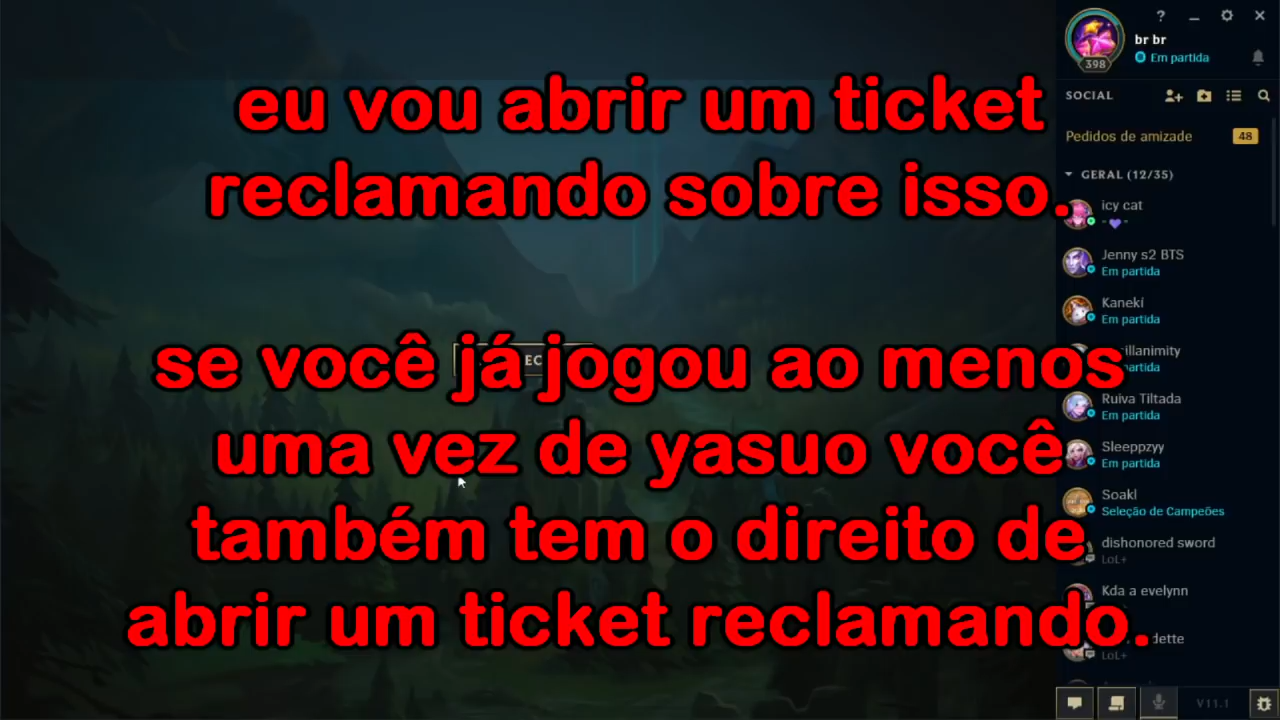 ?
br br
398
Em partida
SOCIAL
Pedidos de amizade
48
GERAL (12/35)
icy cat
Jenny s2 BTS
Em partida
Kaneki
Em partida
illanimity
partida
Ruiva Tiltada
Em partida
Sleeppzyy
Em partida
Soakl
Seleção de Campeões
dishonored sword
LoL+
Kda a evelynn
dette
LoL+
V11.1
eu vou abrir um ticket
reclamando sobre isso.
se você já jogou ao menos
uma vez de yasuo você
também tem o direito de
abrir um ticket reclamando.